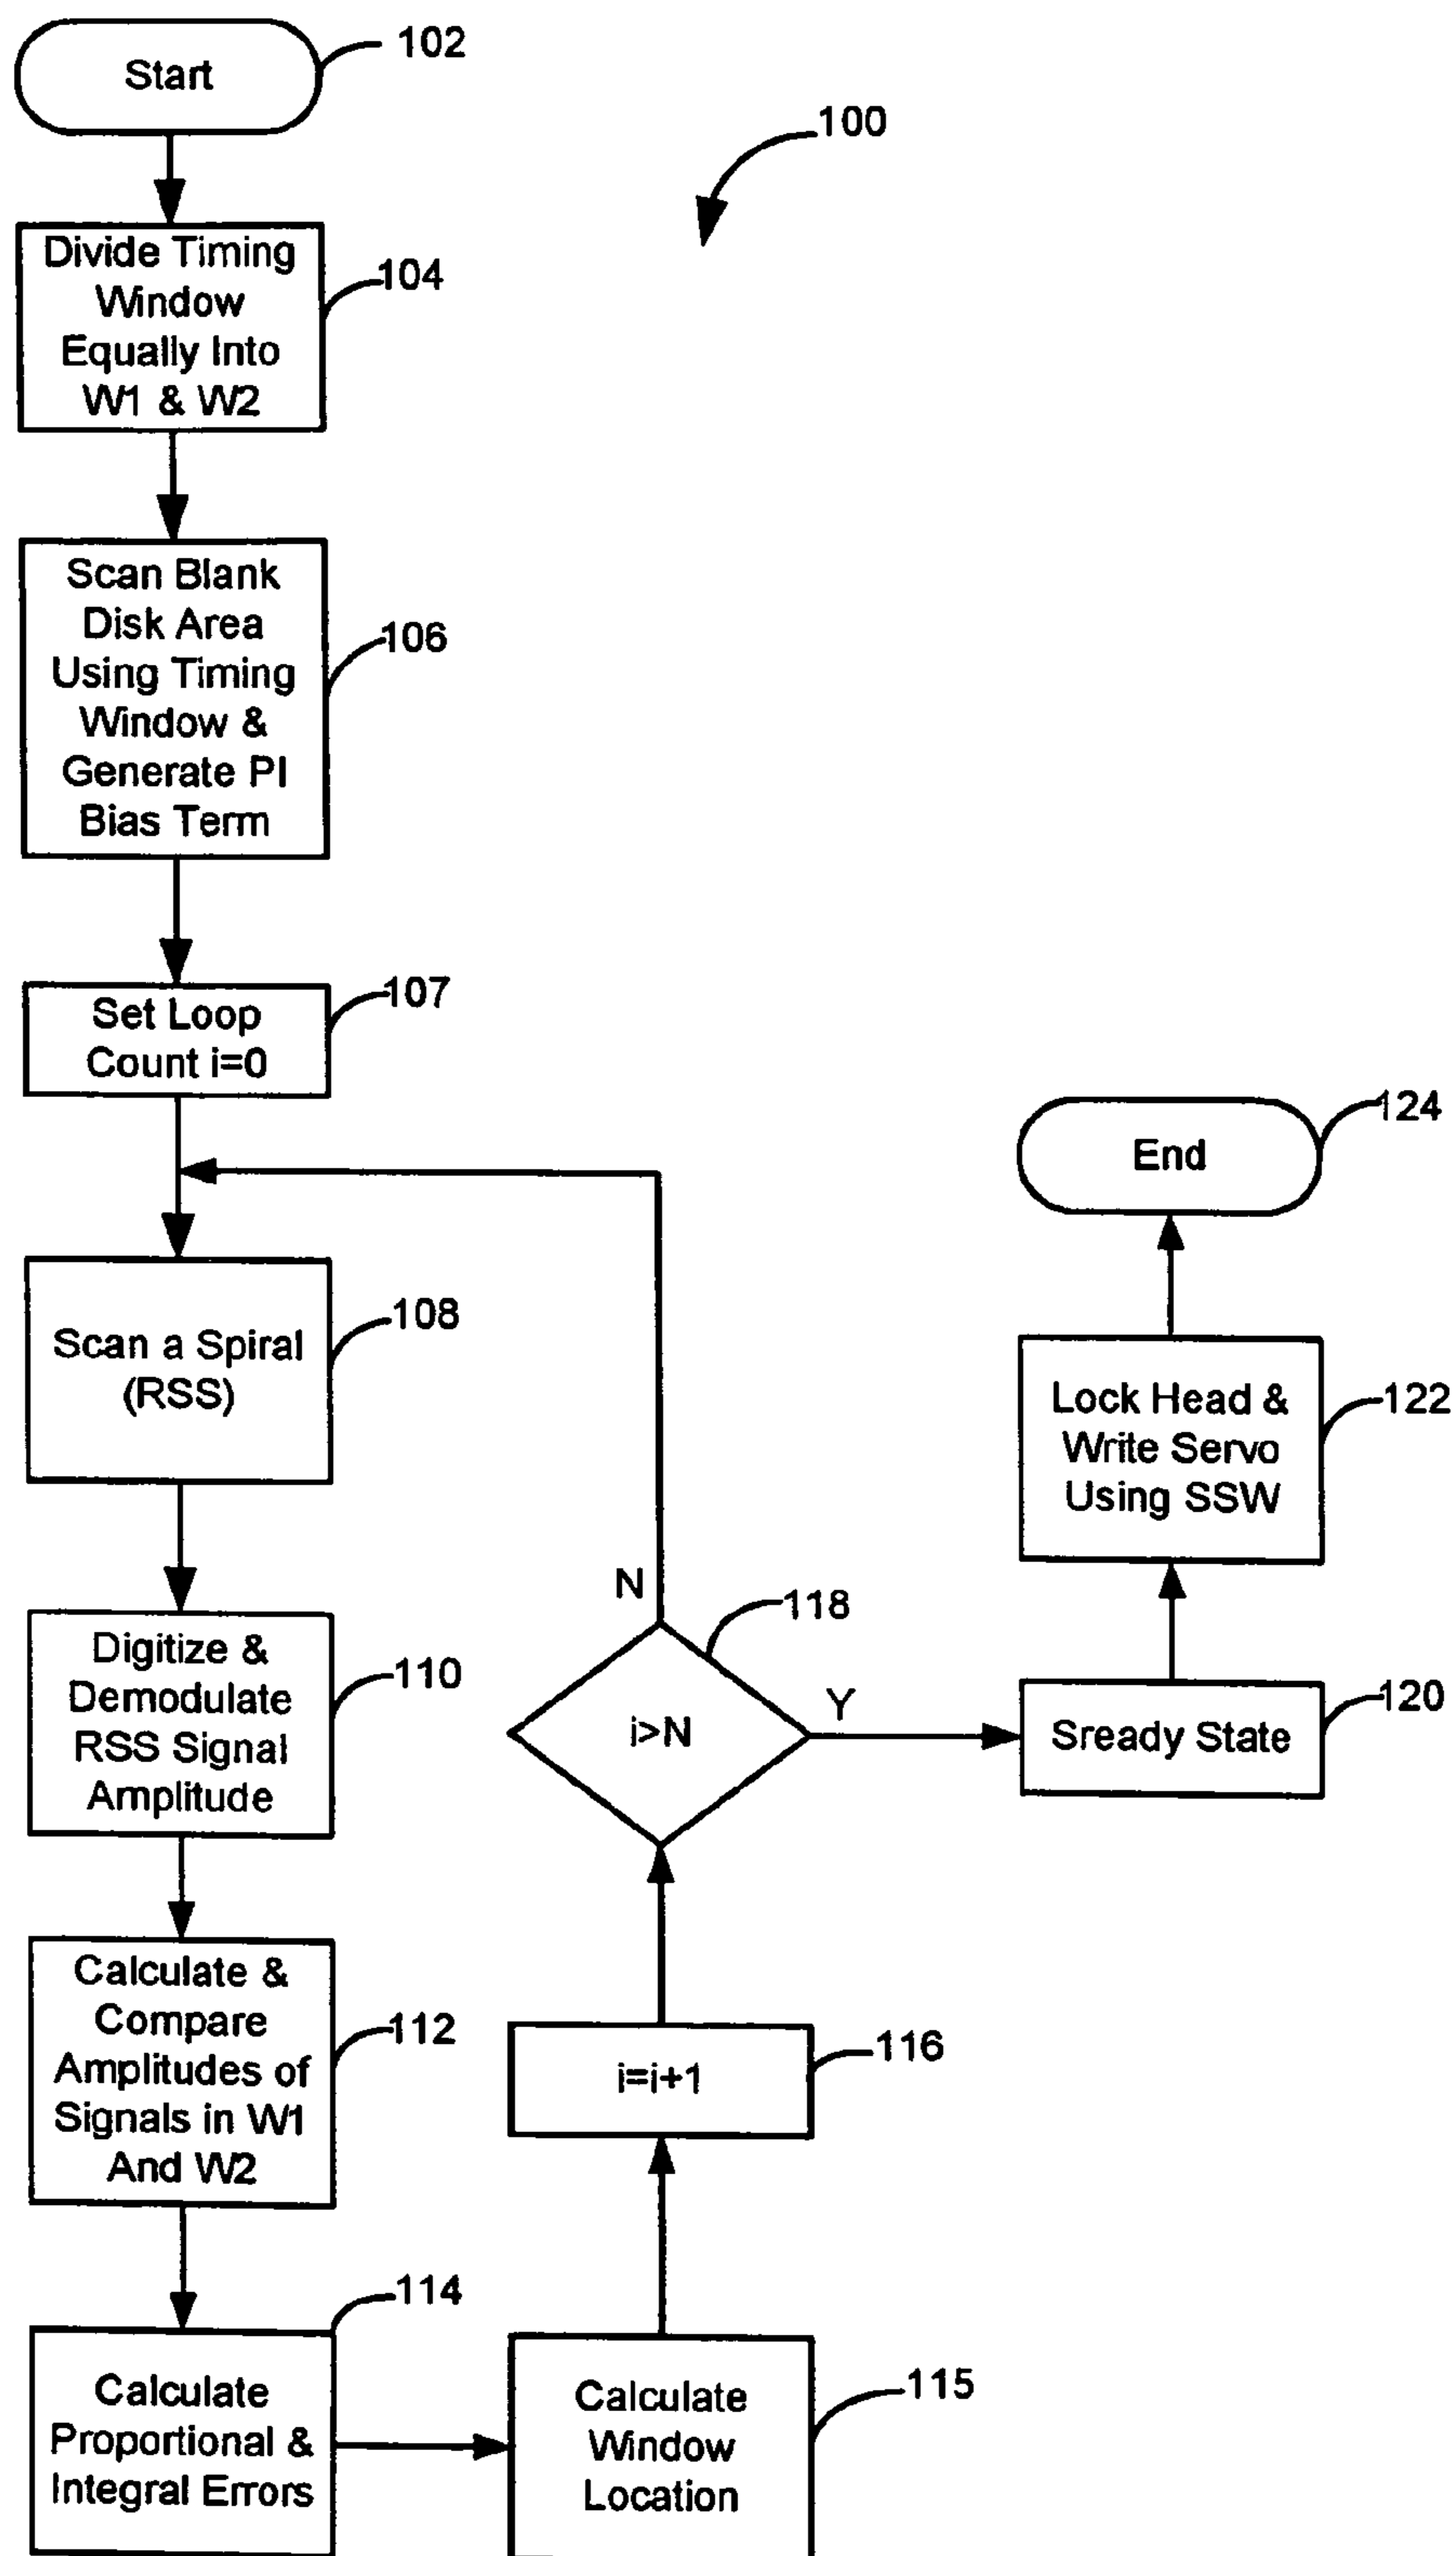 Start
102
100
Divide Timing
Window
Equally Into
W1 & W2
104
Scan Blank
Disk Area
Using Timing
Window &
Generate PI
Bias Term
106
Set Loop
Count i=0
107
Scan a Spiral
(RSS)
108
Digitize &
Demodulate
RSS Signal
Amplitude
110
Calculate &
Compare
Amplitudes of
Signals in W1
And W2
112
Calculate
Proportional &
Integral Errors
114
Calculate
Window
Location
115
i=i+1
116
i>N
118
N
Y
Sready State
120
Lock Head &
Write Servo
Using SSW
122
End
124